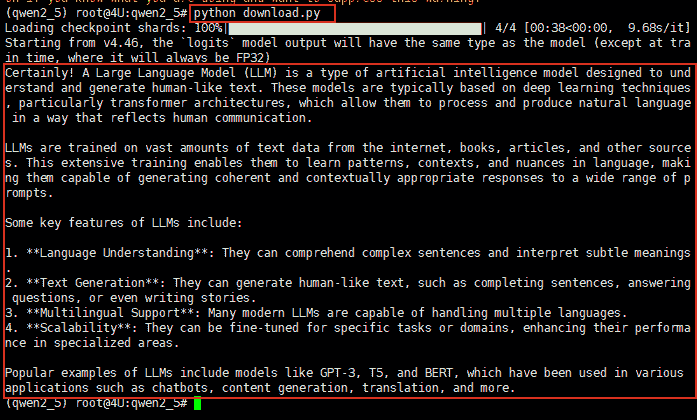 (qwen2_5) root@4U:qwen2_5# python download.py
Loading checkpoint shards: 100%| | 4/4 [00:38<00:00,  9.68s/it]
Starting from v4.46, the `logits` model output will have the same type as the model (except at tra
in time, where it will always be FP32)
Certainly! A Large Language Model (LLM) is a type of artificial intelligence model designed to und
erstand and generate human-like text. These models are typically based on deep learning techniques
, particularly transformer architectures, which allow them to process and produce natural language
 in a way that reflects human communication.
LLMs are trained on vast amounts of text data from the internet, books, articles, and other source
s. This extensive training enables them to learn patterns, contexts, and nuances in language, maki
ng them capable of generating coherent and contextually appropriate responses to a wide range of p
rompts.
Some key features of LLMs include:
1. **Language Understanding**: They can comprehend complex sentences and interpret subtle meanings
.
2. **Text Generation**: They can generate human-like text, such as completing sentences, answering
 questions, or even writing stories.
3. **Multilingual Support**: Many modern LLMs are capable of handling multiple languages.
4. **Scalability**: They can be fine-tuned for specific tasks or domains, enhancing their performa
nce in specialized areas.
Popular examples of LLMs include models like GPT-3, T5, and BERT, which have been used in various
applications such as chatbots, content generation, translation, and more.
(qwen2_5) root@4U:qwen2_5#